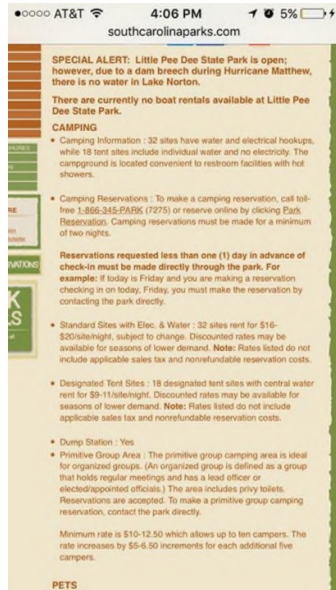 AT&T 4:06 PM 5%
southcarolinaparks.com
SPECIAL ALERT: Little Pee Dee State Park is open;
however, due to a dam breech during Hurricane Matthew,
there is no water in Lake Norton.
There are currently no boat rentals available at Little Pee
Dee State Park.
CAMPING
• Camping Information : 32 sites have water and electrical hookups,
while 18 tent sites include individual water and no electricity. The
campground is located convenient to restroom facilities with hot
showers.
• Camping Reservations : To make a camping reservation, call toll-
free 1-866-345-PARK (7275) or reserve online by clicking Park
Reservation. Camping reservations must be made for a minimum
of two nights.
Reservations requested less than one (1) day in advance of
check-in must be made directly through the park. For
example: If today is Friday and you are making a reservation
checking in on today, Friday, you must make the reservation by
contacting the park directly.
• Standard Sites with Elec. & Water : 32 sites rent for $16-
$20/site/night, subject to change. Discounted rates may be
available for seasons of lower demand. Note: Rates listed do not
include applicable sales tax and nonrefundable reservation costs.
• Designated Tent Sites : 18 designated tent sites with central water
rent for $9-11/site/night. Discounted rates may be available for
seasons of lower demand. Note: Rates listed do not include
applicable sales tax and nonrefundable reservation costs.
• Dump Station : Yes
• Primitive Group Area : The primitive group camping area is ideal
for organized groups. (An organized group is defined as a group
that holds regular meetings and has a lead officer or
elected/appointed officials.) The area includes privy toilets.
Reservations are accepted. To make a primitive group camping
reservation, contact the park directly.
Minimum rate is $10-12.50 which allows up to ten campers. The
rate increases by $5-6.50 increments for each additional five
campers.
PETS